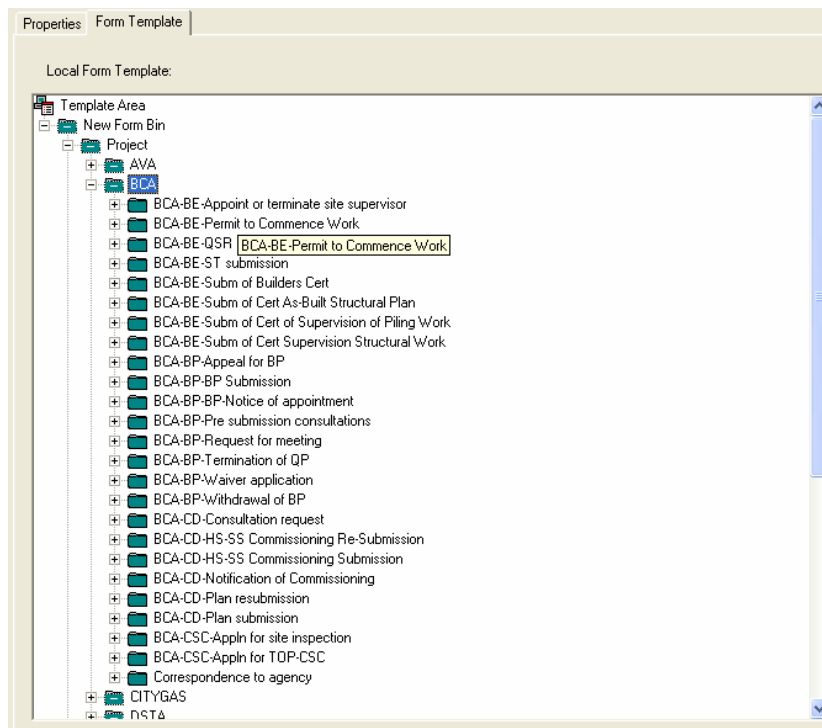 Properties Form Template
Local Form Template:
Template Area
New Form Bin
Project
AVA
BCA
BCA-BE-Appoint or terminate site supervisor
BCA-BE-Permit to Commence Work
BCA-BE-QSR BCA-BE-Permit to Commence Work
BCA-BE-ST submission
BCA-BE-Subm of Builders Cert
BCA-BE-Subm of Cert As-Built Structural Plan
BCA-BE-Subm of Cert of Supervision of Piling Work
BCA-BE-Subm of Cert Supervision Structural Work
BCA-BP-Appeal for BP
BCA-BP-BP Submission
BCA-BP-BP-Notice of appointment
BCA-BP-Pre submission consultations
BCA-BP-Request for meeting
BCA-BP-Termination of QP
BCA-BP-Waiver application
BCA-BP-Withdrawal of BP
BCA-CD-Consultation request
BCA-CD-HS-SS Commissioning Re-Submission
BCA-CD-HS-SS Commissioning Submission
BCA-CD-Notification of Commissioning
BCA-CD-Plan resubmission
BCA-CD-Plan submission
BCA-CSC-Appln for site inspection
BCA-CSC-Appln for TOP-CSC
Correspondence to agency
CITYGAS
DSTA